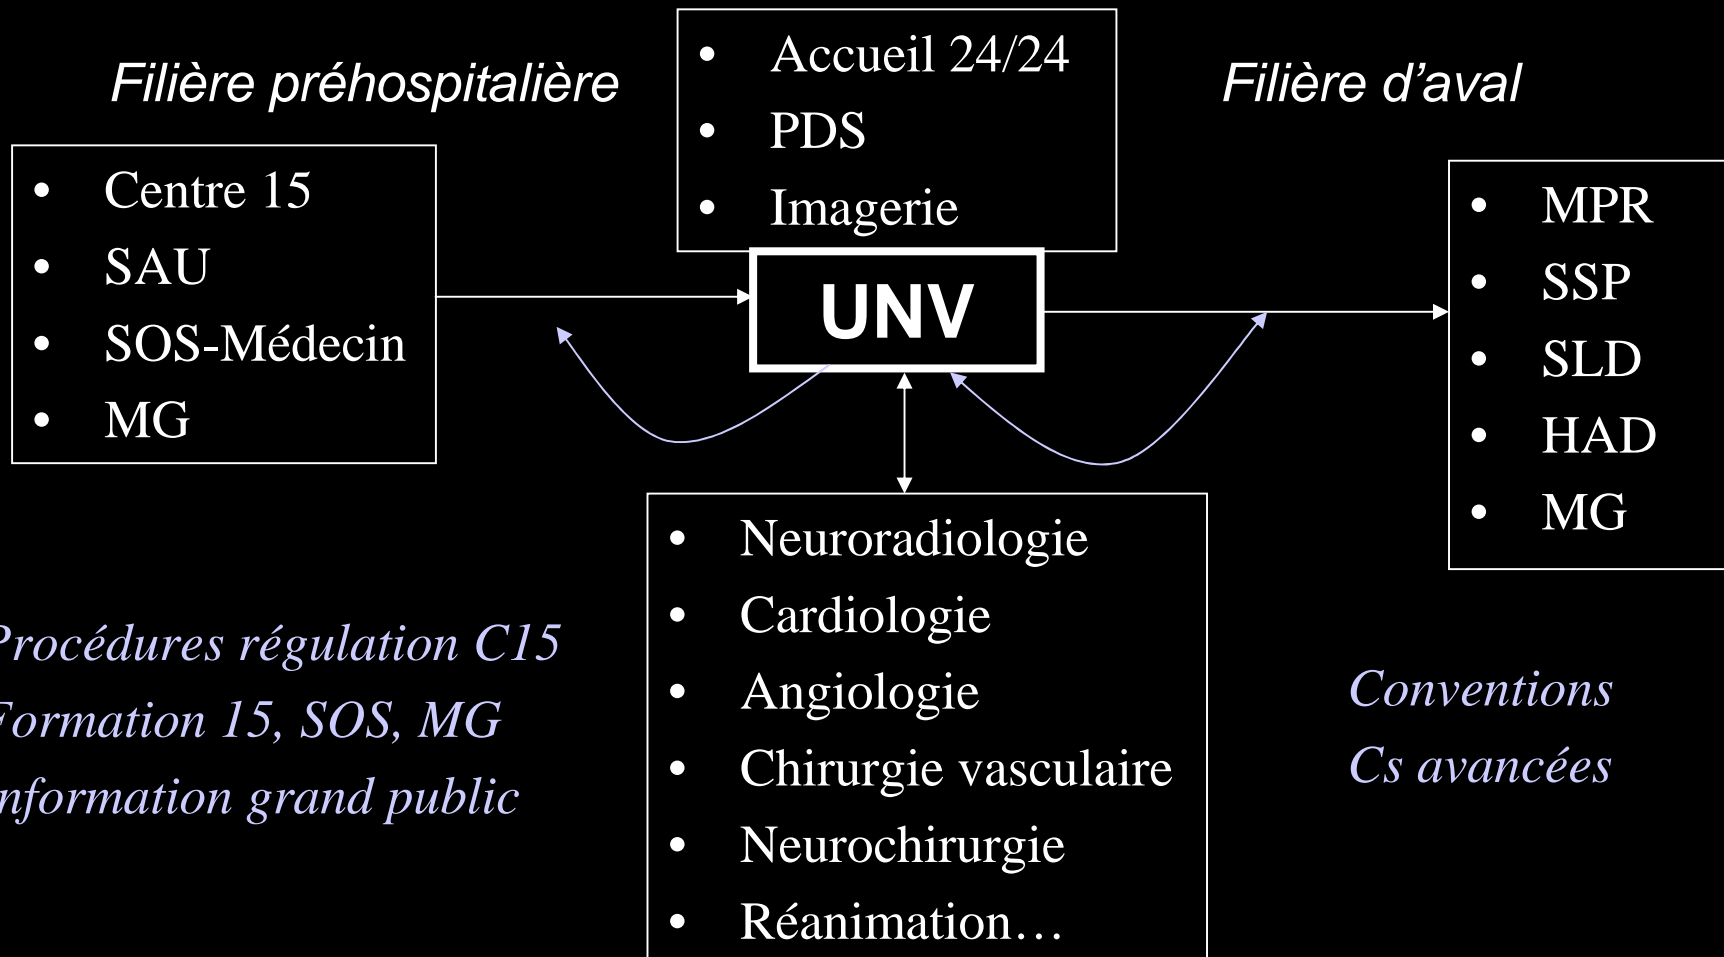 Filière préhospitalière
• Centre 15
• SAU
• SOS-Médecin
• MG
• Accueil 24/24
• PDS
• Imagerie
UNV
Filière d'aval
• MPR
• SSP
• SLD
• HAD
• MG
• Neuroradiologie
• Cardiologie
• Angiologie
• Chirurgie vasculaire
• Neurochirurgie
• Réanimation…
Procédures régulation C15
Formation 15, SOS, MG
nformation grand public
Conventions
Cs avancées